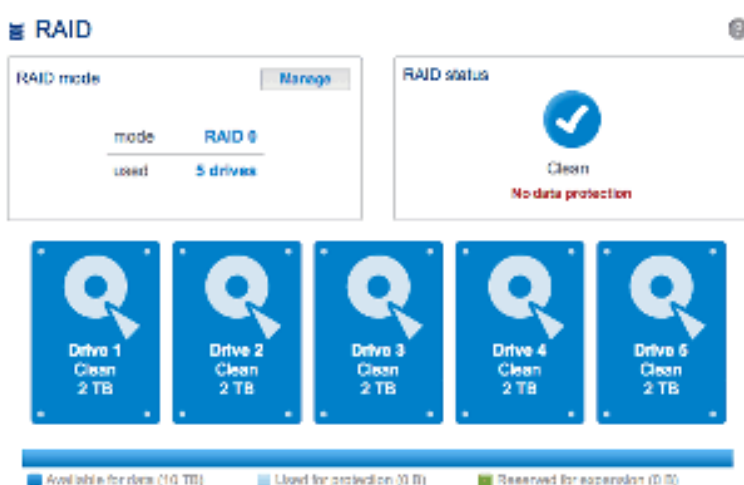 RAID
RAID mode
Manage
mode RAID 0
used 5 drives
RAID status
Clean
No data protection
Drive 1
Clean
2 TB
Drive 2
Clean
2 TB
Drive 3
Clean
2 TB
Drive 4
Clean
2 TB
Drive 5
Clean
2 TB
Available for data (10 TB)
Used for protection (0 B)
Reserved for expansion (0 B)